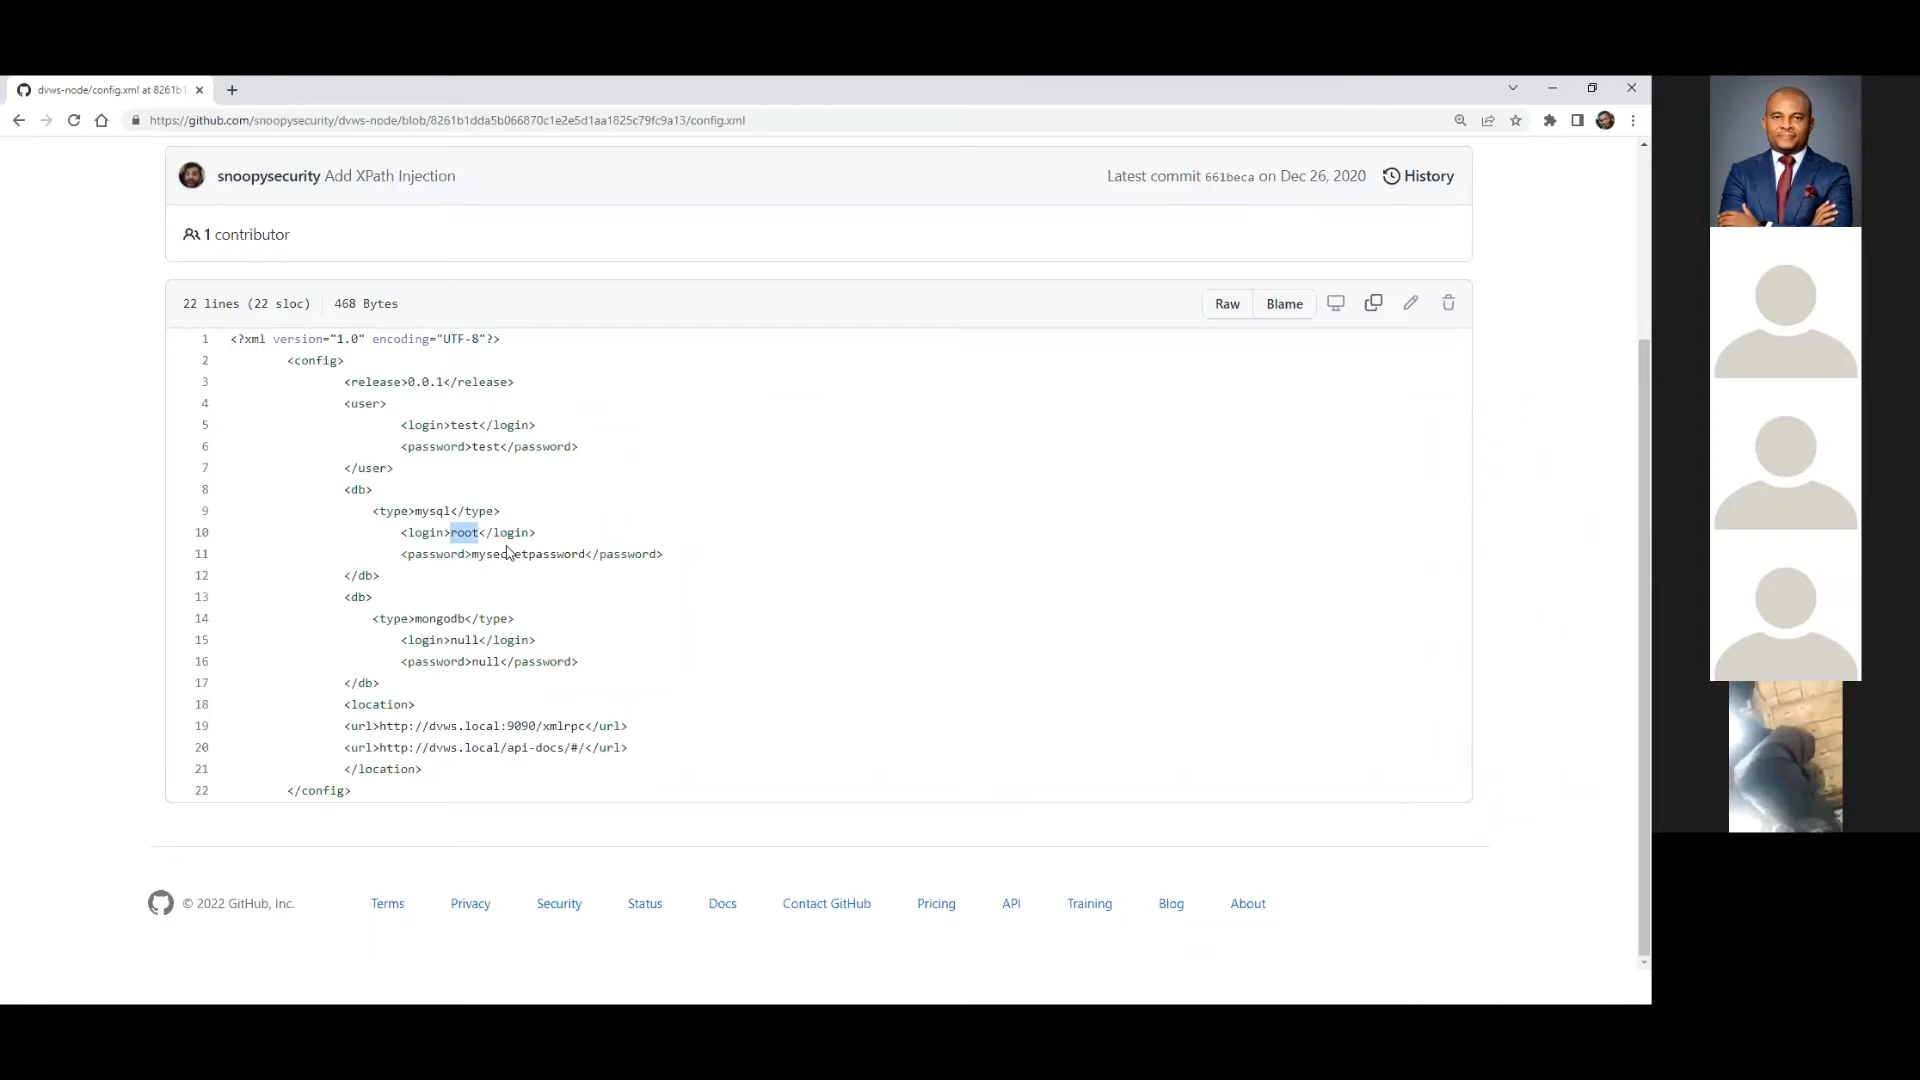 dvws-node/config.xml at 8261b1
https://github.com/snoopysecurity/dvws-node/blob/8261b1dda5b066870c1e2e5d1aa1825c79fc9a13/config.xml
snoopysecurity Add XPath Injection
Latest commit 661beca on Dec 26, 2020
History
1 contributor
22 lines (22 sloc)
468 Bytes
Raw
Blame
1 <?xml version="1.0" encoding="UTF-8"?>
2 <config>
3 <release>0.0.1</release>
4 <user>
5 <login>test</login>
6 <password>test</password>
7 </user>
8 <db>
9 <type>mysql</type>
10 <login>root</login>
11 <password>mysecretpassword</password>
12 </db>
13 <db>
14 <type>mongodb</type>
15 <login>null</login>
16 <password>null</password>
17 </db>
18 <location>
19 <url>http://dvws.local:9090/xmlrpc</url>
20 <url>http://dvws.local/api-docs/#/</url>
21 </location>
22 </config>
© 2022 GitHub, Inc.
Terms
Privacy
Security
Status
Docs
Contact GitHub
Pricing
API
Training
Blog
About